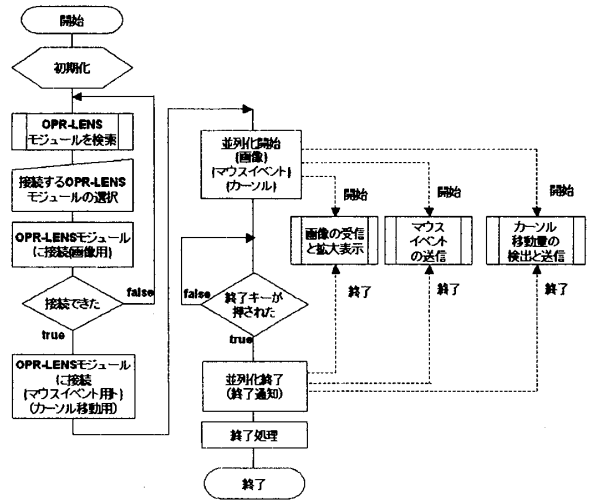 開始
初期化
OPR-LENS
モジュールを検索
接続するOPR-LENS
モジュールの選択
OPR-LENSモジュール
に接続(画像用)
接続できた
false
true
OPR-LENSモジュール
に接続
(マウスイベント用)
(カーソル移動用)
並列化開始
(画像)
(マウスイベント)
(カーソル)
開始
開始
開始
画像の受信
と拡大表示
マウス
イベント
の送信
カーソル
移動量の
検出と送信
終了
終了
終了
終了キーが
押された
false
true
並列化終了
(終了通知)
終了処理
終了